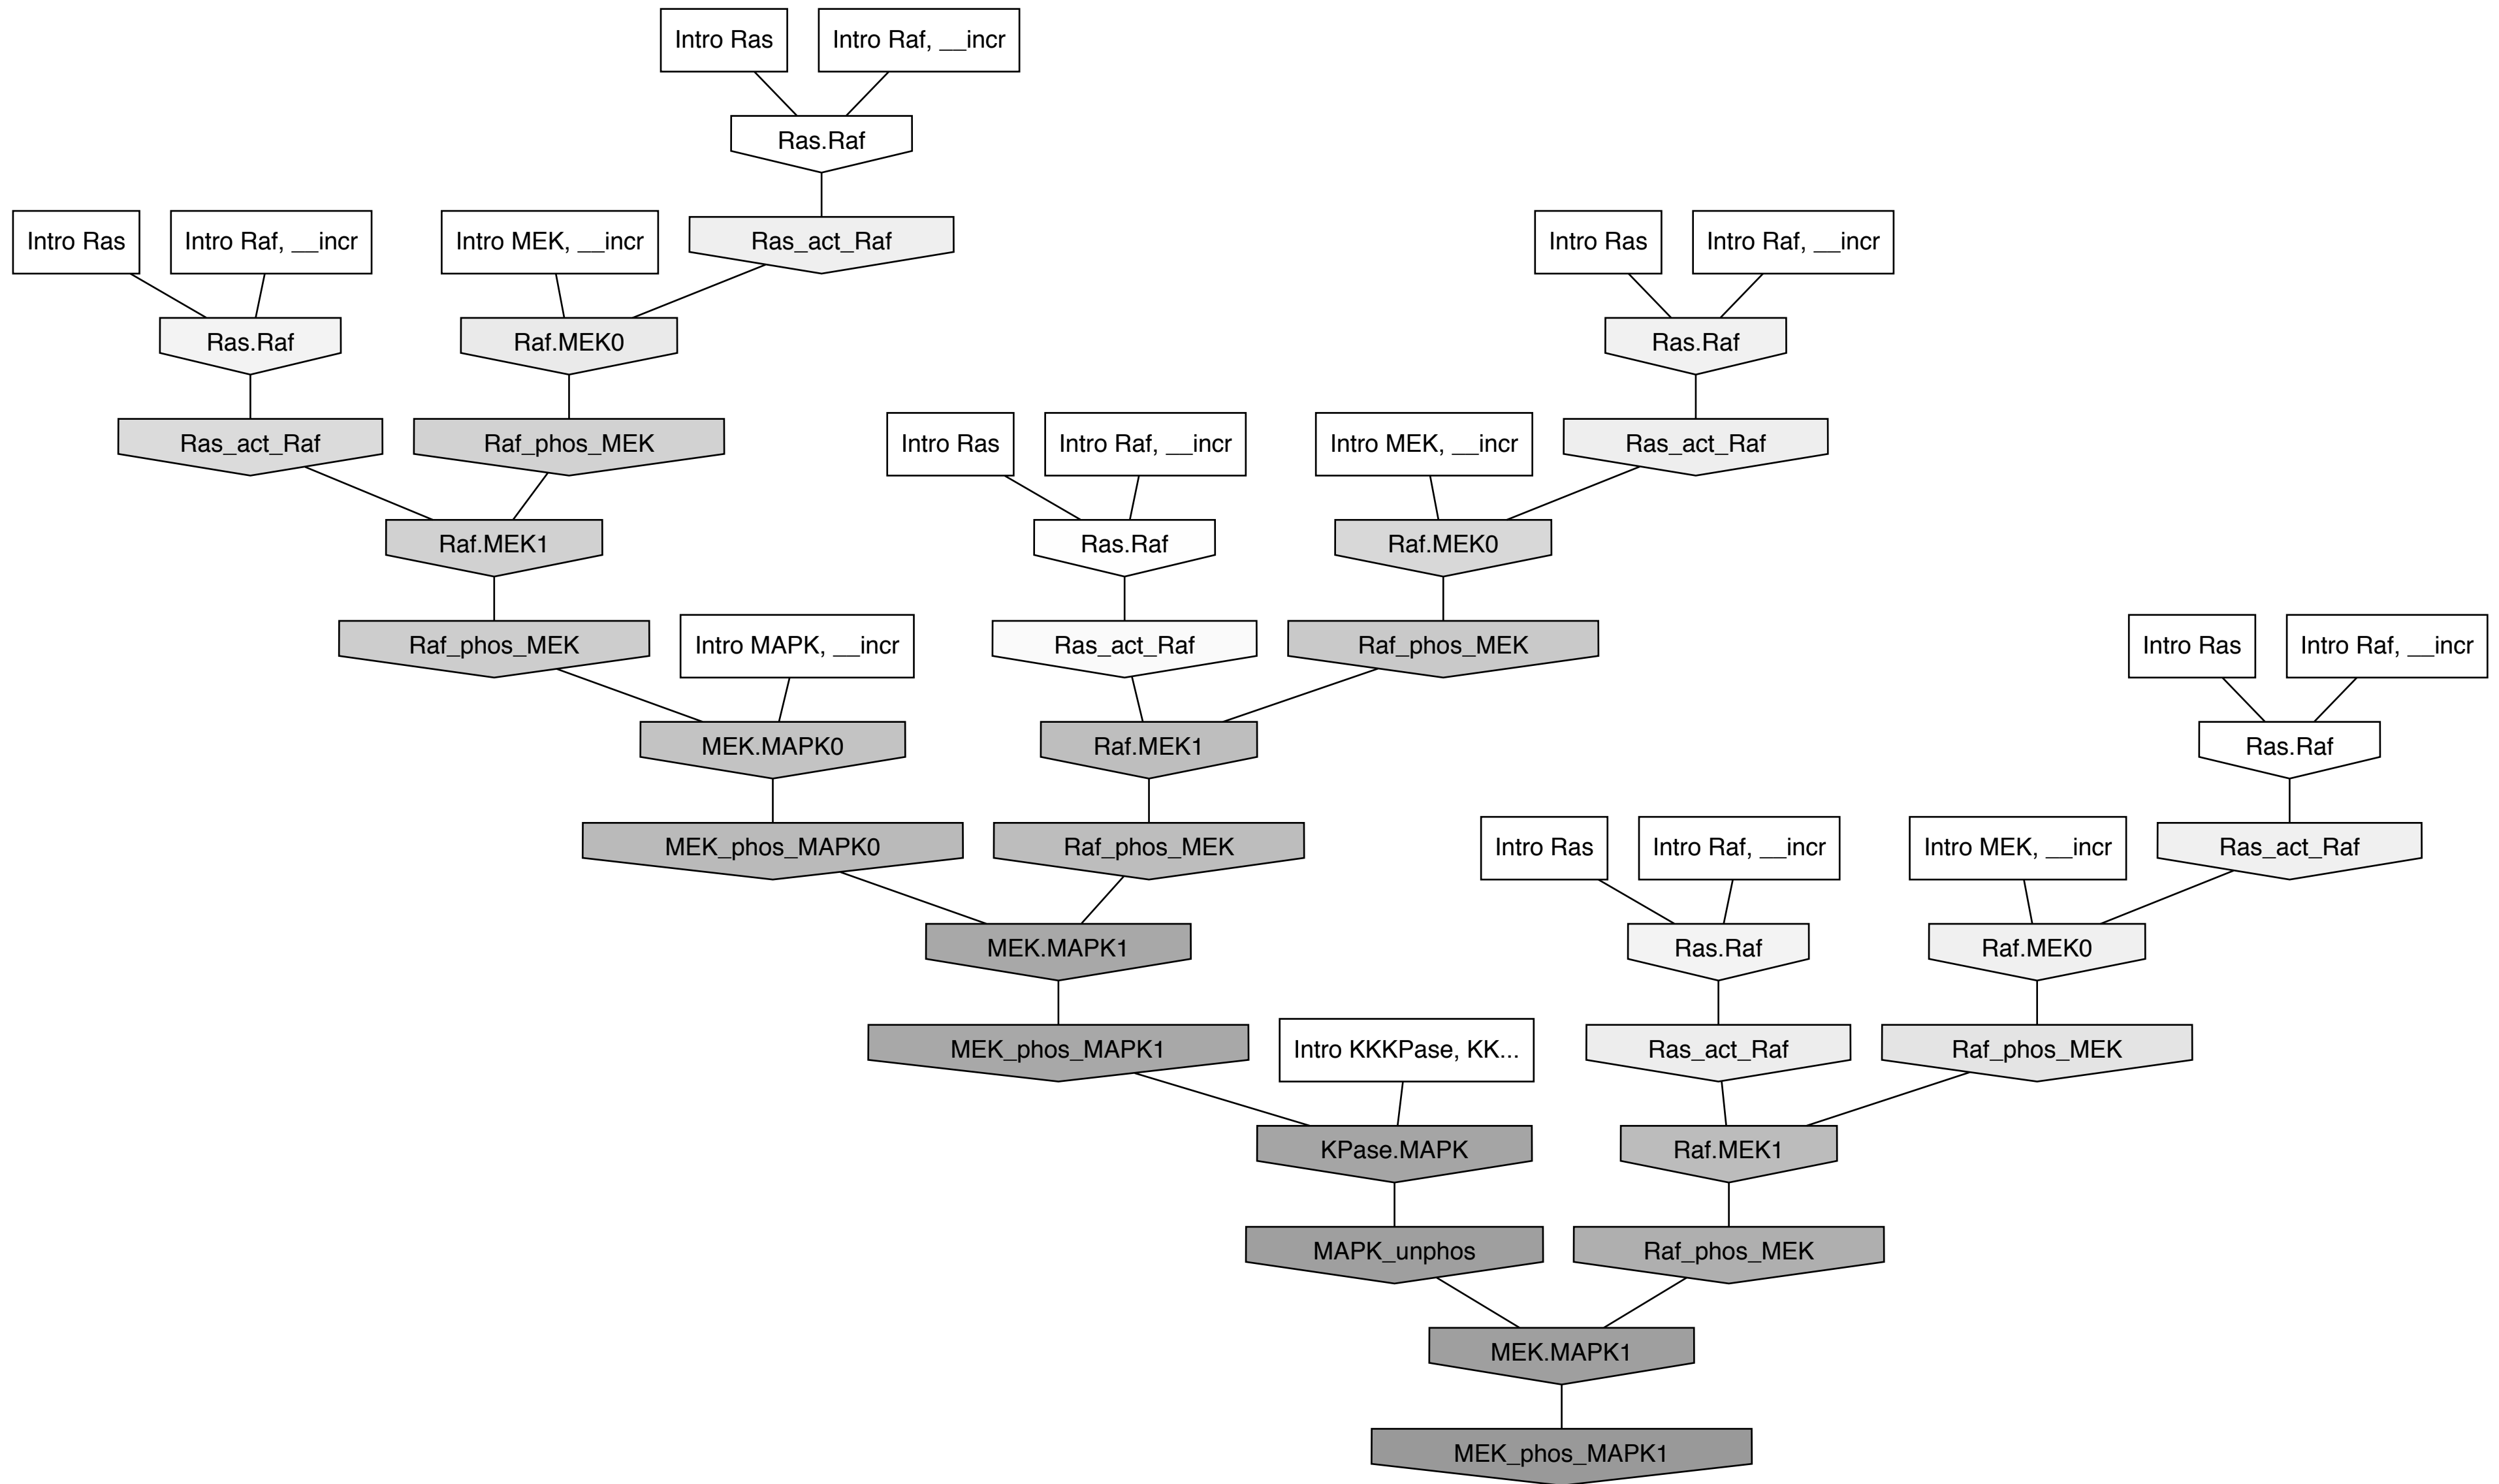 Intro Ras
Intro Raf, __incr
Ras.Raf
Intro Ras
Intro Raf, __incr
Intro MEK, __incr
Ras_act_Raf
Intro Ras
Intro Raf, __incr
Ras.Raf
Raf.MEK0
Ras.Raf
Ras_act_Raf
Raf_phos_MEK
Intro Ras
Intro Raf, __incr
Intro MEK, __incr
Ras_act_Raf
Raf.MEK1
Ras.Raf
Raf.MEK0
Raf_phos_MEK
Intro MAPK, __incr
Ras_act_Raf
Raf_phos_MEK
Intro Ras
Intro Raf, __incr
MEK.MAPK0
Raf.MEK1
Ras.Raf
MEK_phos_MAPK0
Raf_phos_MEK
Intro Ras
Intro Raf, __incr
Intro MEK, __incr
Ras_act_Raf
MEK.MAPK1
Ras.Raf
Raf.MEK0
MEK_phos_MAPK1
Intro KKKPase, KK...
Ras_act_Raf
Raf_phos_MEK
KPase.MAPK
Raf.MEK1
MAPK_unphos
Raf_phos_MEK
MEK.MAPK1
MEK_phos_MAPK1